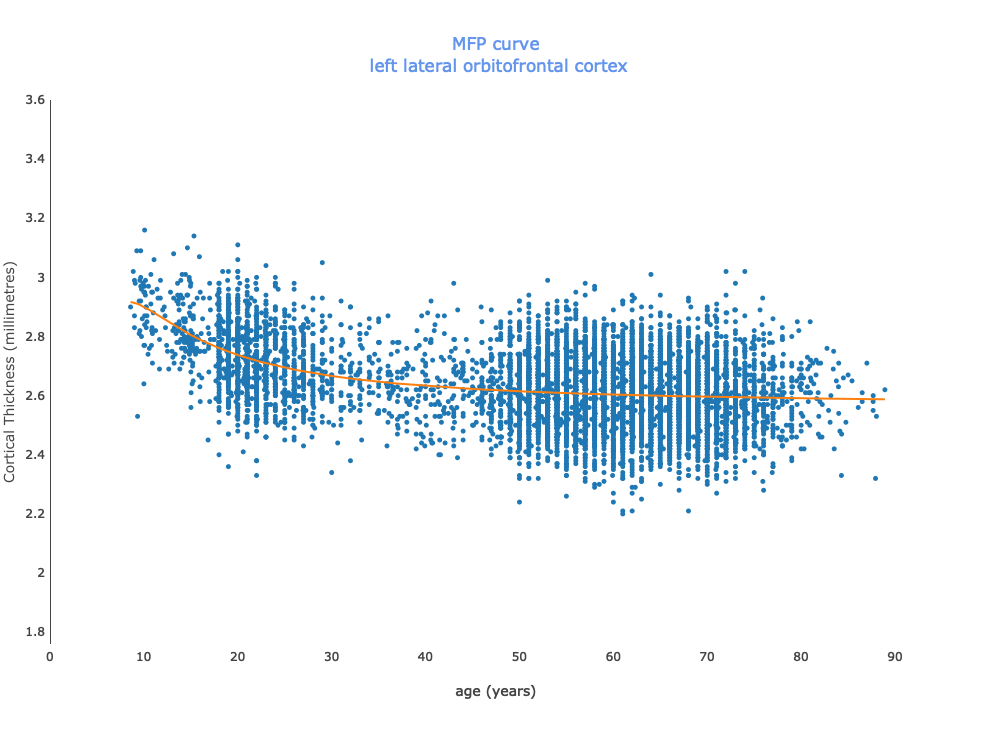 MFP curve
left lateral orbitofrontal cortex
Cortical Thickness (millimetres)
3.6
3.4
3.2
3
2.8
2.6
2.4
2.2
2
1.8
0 10 20 30 40 50 60 70 80 90
age (years)